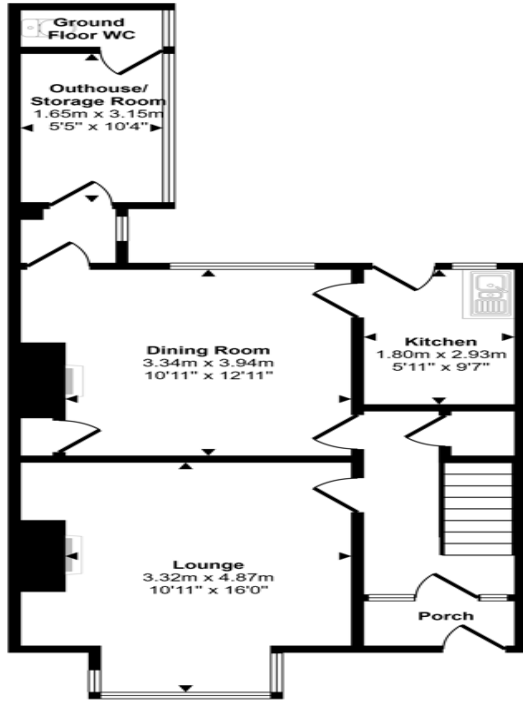 Ground
Floor WC
Outhouse/
Storage Room
1.65m x 3.15m
5'5" x 10'4"
Dining Room
3.34m x 3.94m
10'11" x 12'11"
Kitchen
1.80m x 2.93m
5'11" x 9'7"
Lounge
3.32m x 4.87m
10'11" x 16'0"
Porch